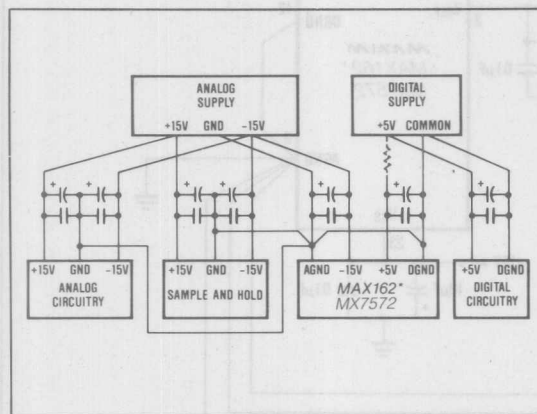 ANALOG
SUPPLY
+15V GND -15V
DIGITAL
SUPPLY
+5V COMMON
+ + + + + + +
+15V GND -15V
ANALOG
CIRCUITRY
+15V GND -15V
SAMPLE AND HOLD
AGND -15V +5V DGND
MAX162*
MX7572
+5V DGND
DIGITAL
CIRCUITRY